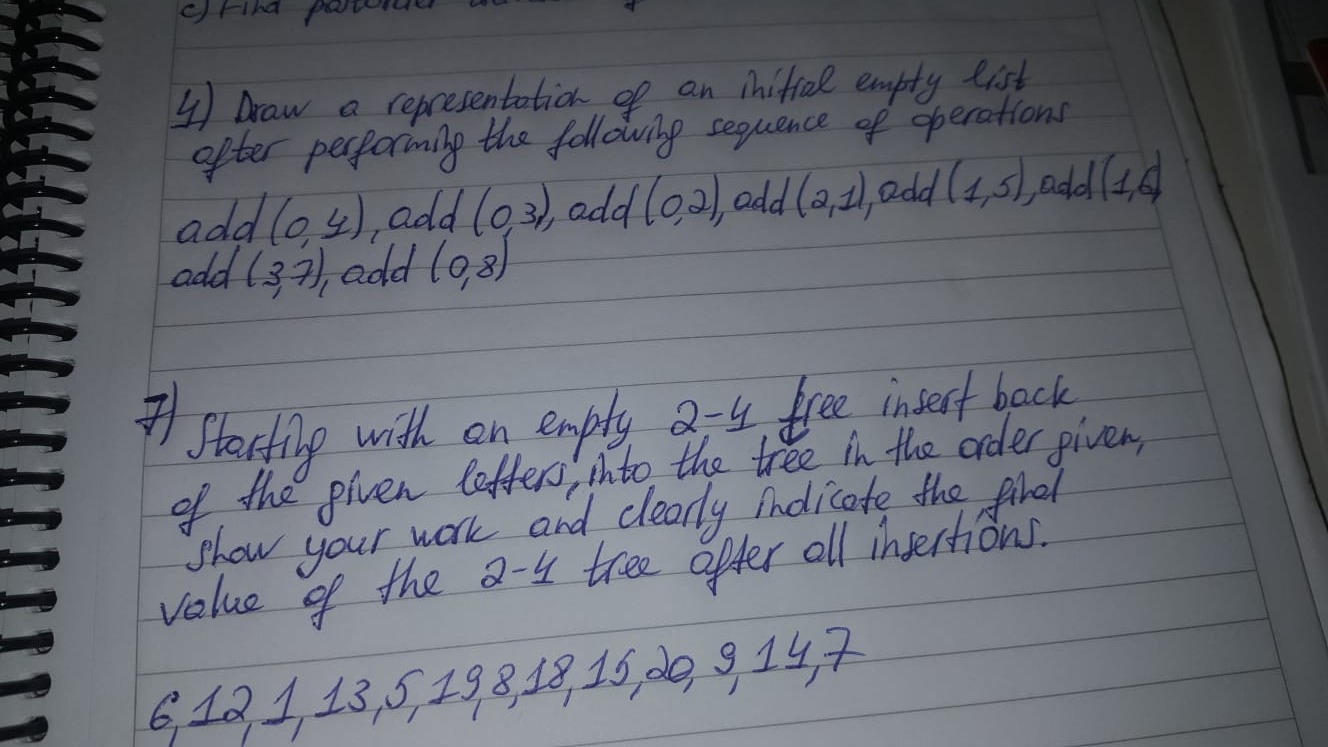 c) Find
4) Draw a representation of an initial empty list
after performing the following sequence of operations
add (0,4), add (0,3), add (0,2), add (2,1), add (1,5), add (1,6)
add (3,7), add (0,8)
7) Starting with an empty 2-4 tree insert back
of the given letters, into the tree in the order given,
show your work and clearly indicate the final
value of the 2-4 tree after all insertions.
6, 12, 1, 13, 5, 19, 8, 18, 15, 20, 9, 14, 7